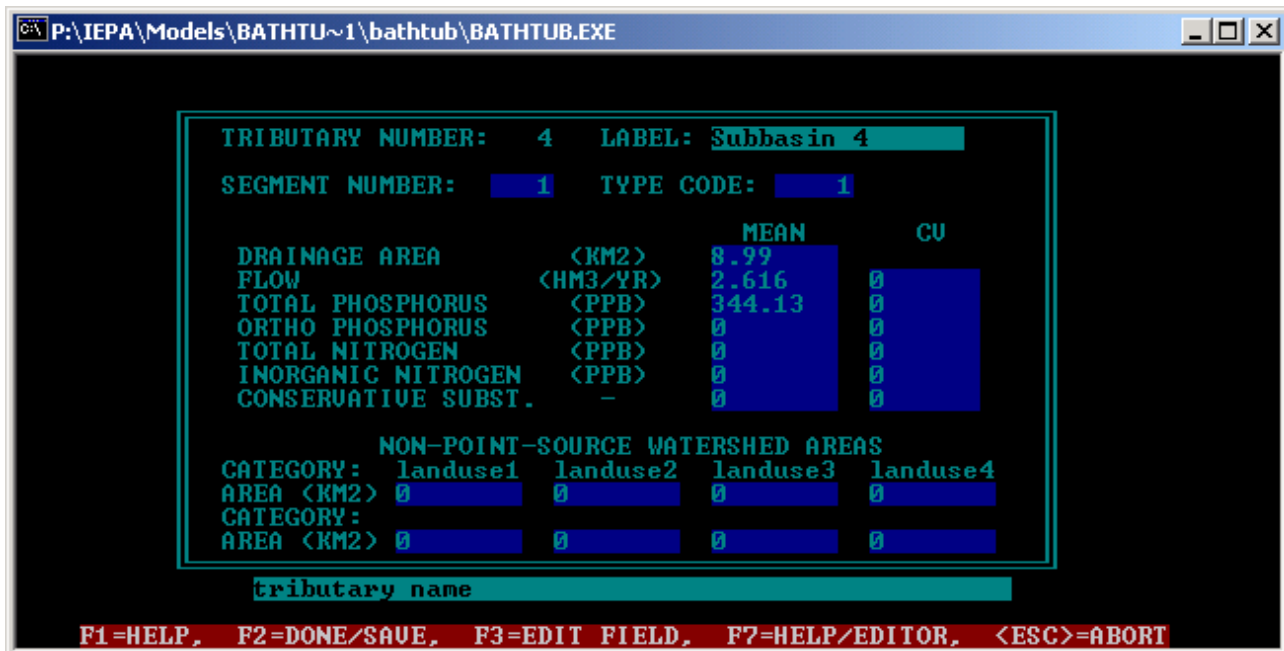 P:\IEPA\Models\BATHTU~1\bathtub\BATHTUB.EXE
TRIBUTARY NUMBER: 4 LABEL: Subbasin 4
SEGMENT NUMBER: 1 TYPE CODE: 1
MEAN CV
DRAINAGE AREA (KM2) 8.99
FLOW (HM3/YR) 2.616 0
TOTAL PHOSPHORUS (PPB) 344.13 0
ORTHO PHOSPHORUS (PPB) 0 0
TOTAL NITROGEN (PPB) 0 0
INORGANIC NITROGEN (PPB) 0 0
CONSERVATIVE SUBST. - 0 0
NON-POINT-SOURCE WATERSHED AREAS
CATEGORY: landuse1 landuse2 landuse3 landuse4
AREA (KM2) 0 0 0 0
CATEGORY:
AREA (KM2) 0 0 0 0
tributary name
F1=HELP, F2=DONE/SAVE, F3=EDIT FIELD, F7=HELP/EDITOR, <ESC>=ABORT